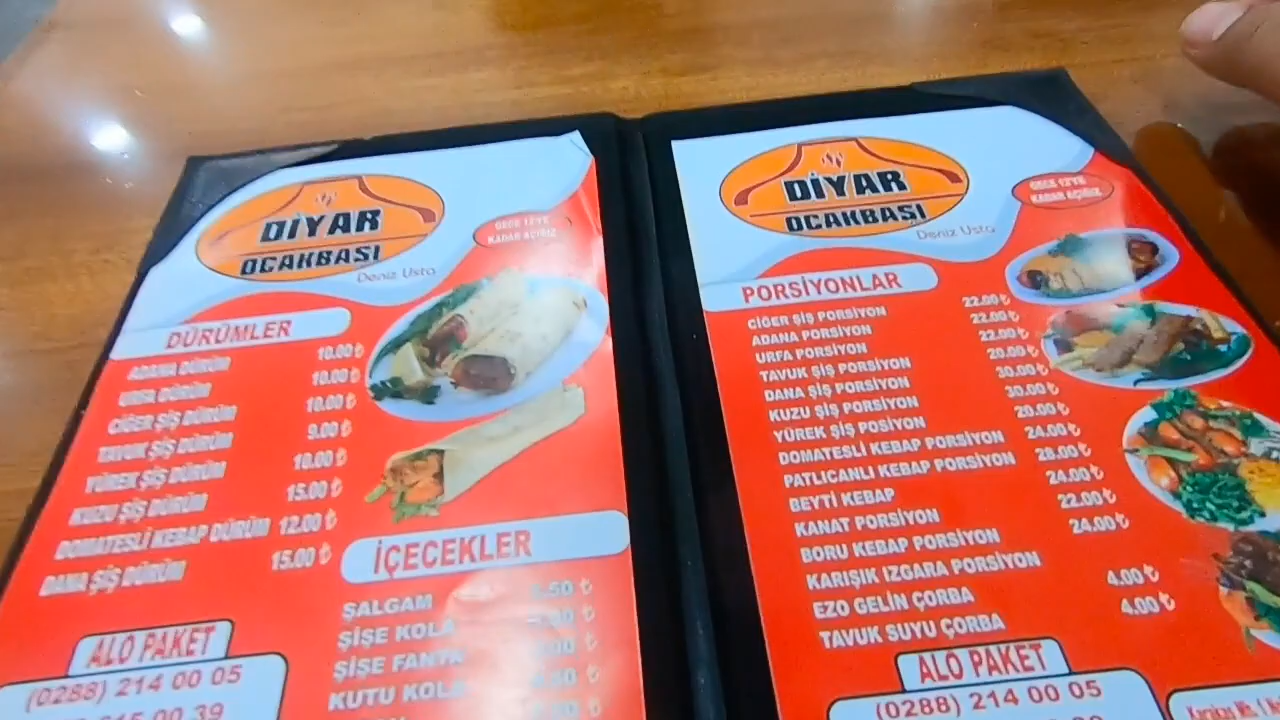 DİYAR
OCAKBAŞI
Deniz Usta
GECE 12'YE
KADAR AÇIĞIZ
DÜRÜMLER
ADANA DÜRÜM 10.00 ₺
URFA DÜRÜM 10.00 ₺
CİĞER ŞİŞ DÜRÜM 10.00 ₺
TAVUK ŞİŞ DÜRÜM 9.00 ₺
YÜREK ŞİŞ DÜRÜM 10.00 ₺
KUZU ŞİŞ DÜRÜM 15.00 ₺
DOMATESLİ KEBAP DÜRÜM 12.00 ₺
DANA ŞİŞ DÜRÜM 15.00 ₺
İÇECEKLER
ŞALGAM
ŞİŞE KOLA
ŞİŞE FANTA
KUTU KOLA
ALO PAKET
(0288) 214 00 05
DİYAR
OCAKBAŞI
Deniz Usta
GECE 12'YE
KADAR AÇIĞIZ
PORSİYONLAR
CİĞER ŞİŞ PORSİYON 22.00 ₺
ADANA PORSİYON 22.00 ₺
URFA PORSİYON 22.00 ₺
TAVUK ŞİŞ PORSİYON 20.00 ₺
DANA ŞİŞ PORSİYON 30.00 ₺
KUZU ŞİŞ PORSİYON 30.00 ₺
YÜREK ŞİŞ POSİYON 20.00 ₺
DOMATESLİ KEBAP PORSİYON 24.00 ₺
PATLICANLI KEBAP PORSİYON 28.00 ₺
BEYTİ KEBAP 24.00 ₺
KANAT PORSİYON 22.00 ₺
BORU KEBAP PORSİYON 24.00 ₺
KARIŞIK IZGARA PORSİYON
EZO GELİN ÇORBA 4.00 ₺
TAVUK SUYU ÇORBA 4.00 ₺
ALO PAKET
(0288) 214 00 05